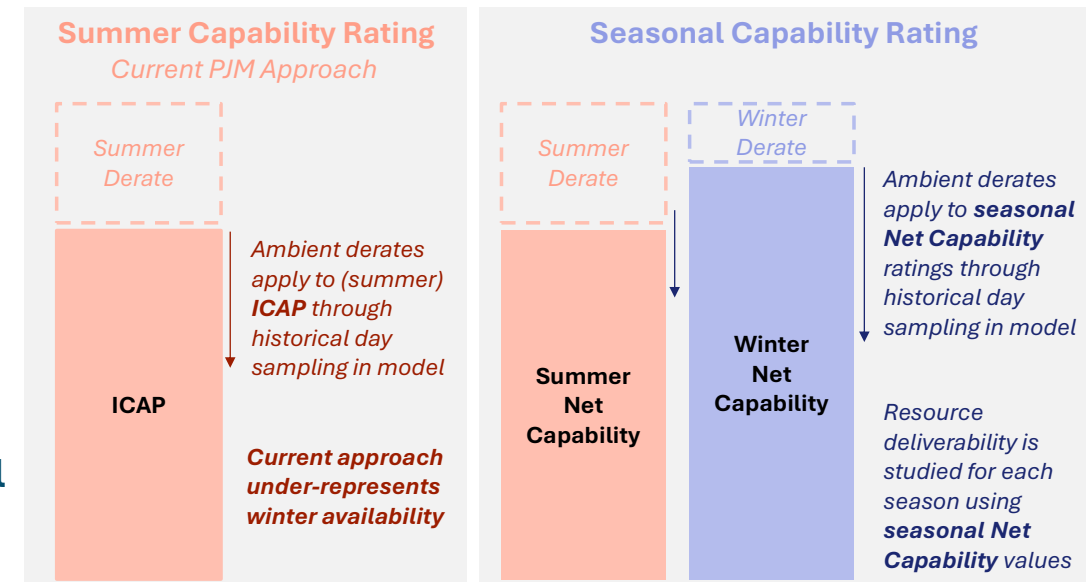 Summer Capability Rating
Current PJM Approach
Summer
Derate
Ambient derates
apply to (summer)
ICAP through
historical day
sampling in model
ICAP
Current approach
under-represents
winter availability
Seasonal Capability Rating
Summer
Derate
Winter
Derate
Ambient derates
apply to seasonal
Net Capability
ratings through
historical day
sampling in model
Summer
Net
Capability
Winter
Net
Capability
Resource
deliverability is
studied for each
season using
seasonal Net
Capability values